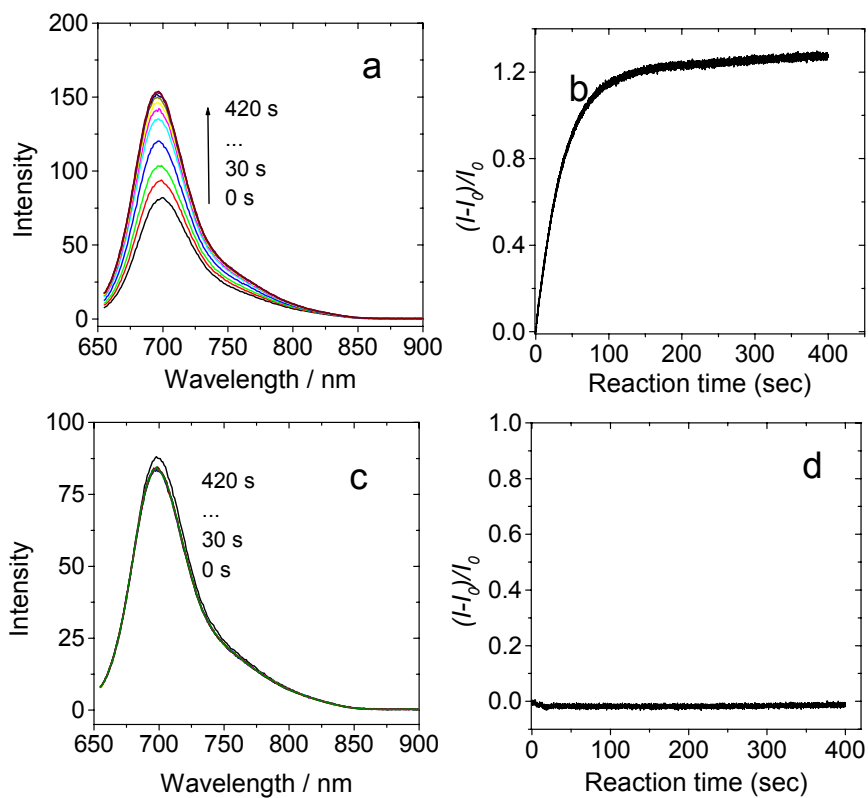 a
200
150
100
50
0
Intensity
420 s
...
30 s
0 s
650 700 750 800 850 900
Wavelength / nm
b
1.2
0.8
0.4
0.0
(I-I0)/I0
0 100 200 300 400
Reaction time (sec)
c
100
75
50
25
0
Intensity
420 s
...
30 s
0 s
650 700 750 800 850 900
Wavelength / nm
d
1.0
0.8
0.6
0.4
0.2
0.0
(I-I0)/I0
0 100 200 300 400
Reaction time (sec)